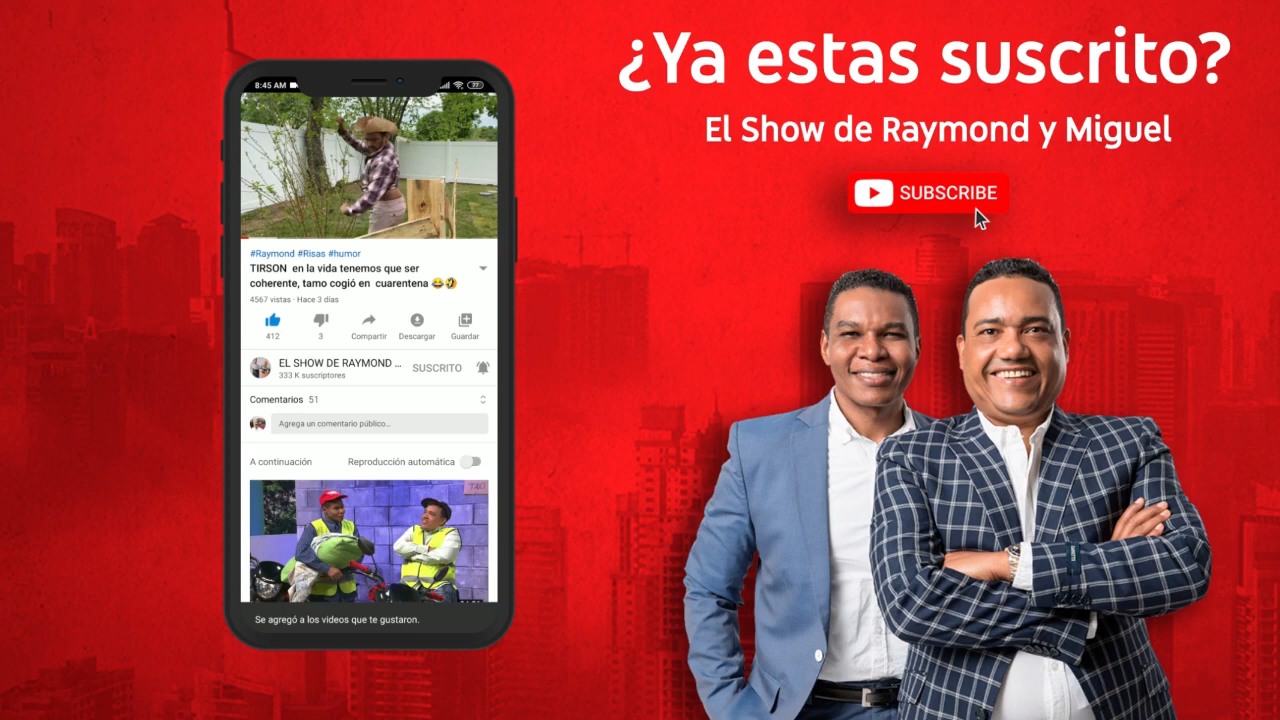 ¿Ya estas suscrito?
El Show de Raymond y Miguel
SUBSCRIBE
8:45 AM
77
#Raymond #Risas #humor
TIRSON en la vida tenemos que ser
coherente, tamo cogió en cuarentena 😂🤣
4567 vistas · Hace 3 días
412 3 Compartir Descargar Guardar
EL SHOW DE RAYMOND ... SUSCRITO
333 K suscriptores
Comentarios 51
Agrega un comentario público...
A continuación Reproducción automática
Se agregó a los videos que te gustaron.